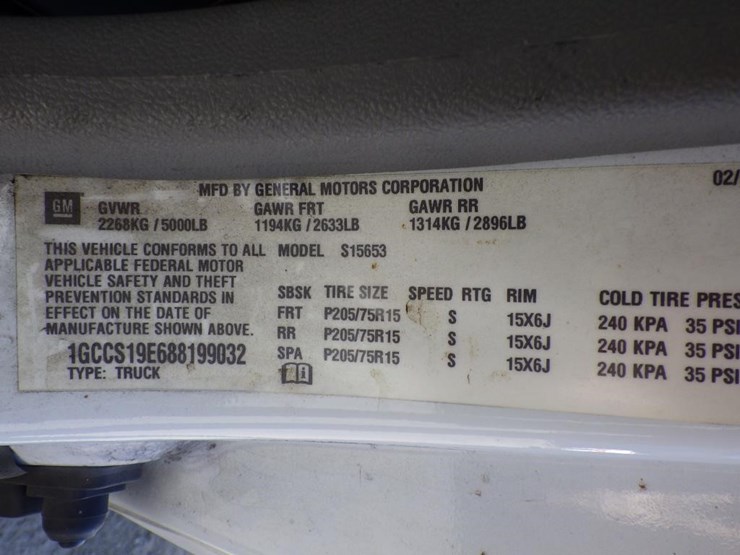 MFD BY GENERAL MOTORS CORPORATION 02/
GM GVWR GAWR FRT GAWR RR
2268KG / 5000LB 1194KG / 2633LB 1314KG / 2896LB
THIS VEHICLE CONFORMS TO ALL MODEL S15653
APPLICABLE FEDERAL MOTOR
VEHICLE SAFETY AND THEFT
PREVENTION STANDARDS IN SBSK TIRE SIZE SPEED RTG RIM COLD TIRE PRES
EFFECT ON THE DATE OF FRT P205/75R15 S 15X6J 240 KPA 35 PSI
MANUFACTURE SHOWN ABOVE. RR P205/75R15 S 15X6J 240 KPA 35 PSI
1GCCS19E688199032 SPA P205/75R15 S 15X6J 240 KPA 35 PSI
TYPE: TRUCK